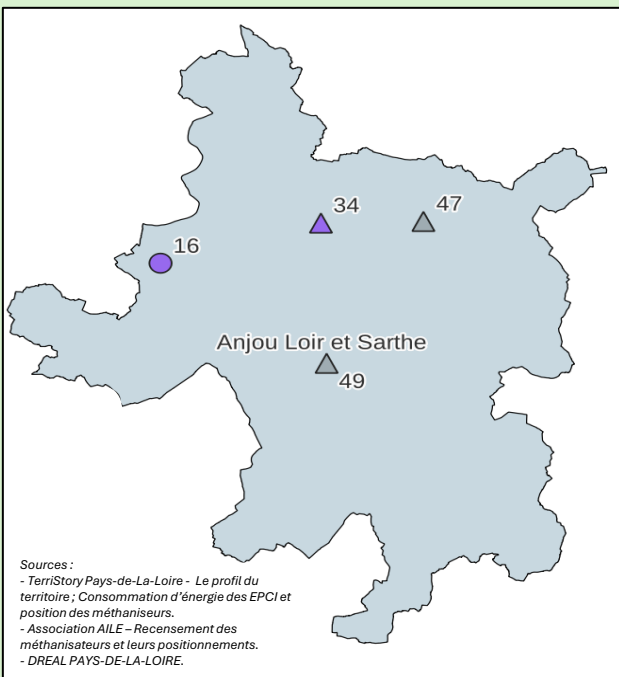 34
47
16
Anjou Loir et Sarthe
49
Sources :
- TerriStory Pays-de-La-Loire - Le profil du
territoire ; Consommation d'énergie des EPCI et
position des méthaniseurs.
- Association AILE – Recensement des
méthanisateurs et leurs positionnements.
- DREAL PAYS-DE-LA-LOIRE.